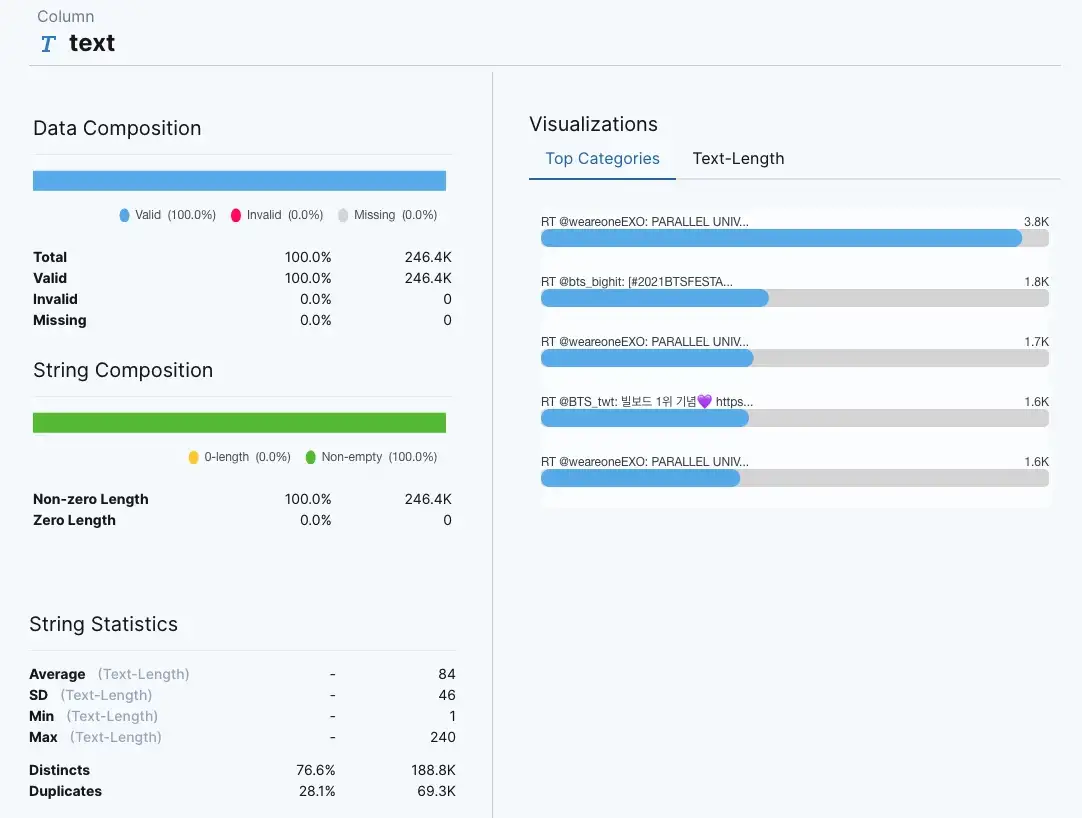 Column
T text
Data Composition
Valid (100.0%) Invalid (0.0%) Missing (0.0%)
Total 100.0% 246.4K
Valid 100.0% 246.4K
Invalid 0.0% 0
Missing 0.0% 0
String Composition
0-length (0.0%) Non-empty (100.0%)
Non-zero Length 100.0% 246.4K
Zero Length 0.0% 0
String Statistics
Average (Text-Length) - 84
SD (Text-Length) - 46
Min (Text-Length) - 1
Max (Text-Length) - 240
Distincts 76.6% 188.8K
Duplicates 28.1% 69.3K
Visualizations
Top Categories Text-Length
RT @weareoneEXO: PARALLEL UNIV... 3.8K
RT @bts_bighit: [#2021BTSFESTA... 1.8K
RT @weareoneEXO: PARALLEL UNIV... 1.7K
RT @BTS_twt: 빌보드 1위 기념💜 https... 1.6K
RT @weareoneEXO: PARALLEL UNIV... 1.6K